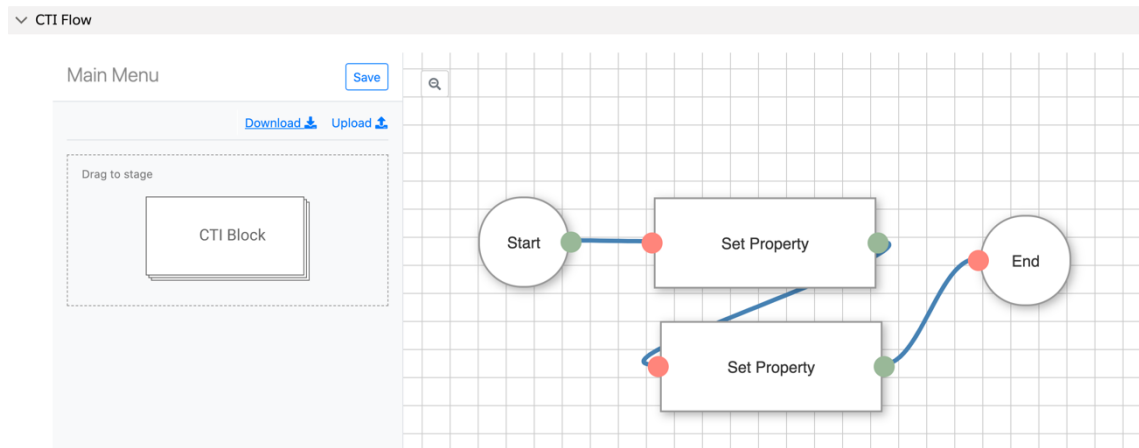 CTI Flow
Main Menu
Save
Download
Upload
Drag to stage
CTI Block
Start
Set Property
End
Set Property